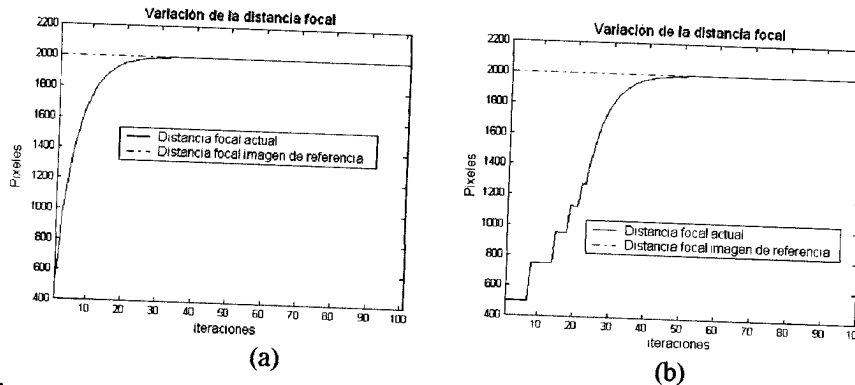 Variación de la distancia focal
2200
2000
1800
1600
1400
1200
1000
800
600
400
Pixeles
Distancia focal actual
Distancia focal imagen de referencia
10 20 30 40 50 60 70 80 90 100
iteraciones
(a)
Variación de la distancia focal
2200
2000
1800
1600
1400
1200
1000
800
600
400
Pixeles
Distancia focal actual
Distancia focal imagen de referencia
10 20 30 40 50 60 70 80 90 100
iteraciones
(b)